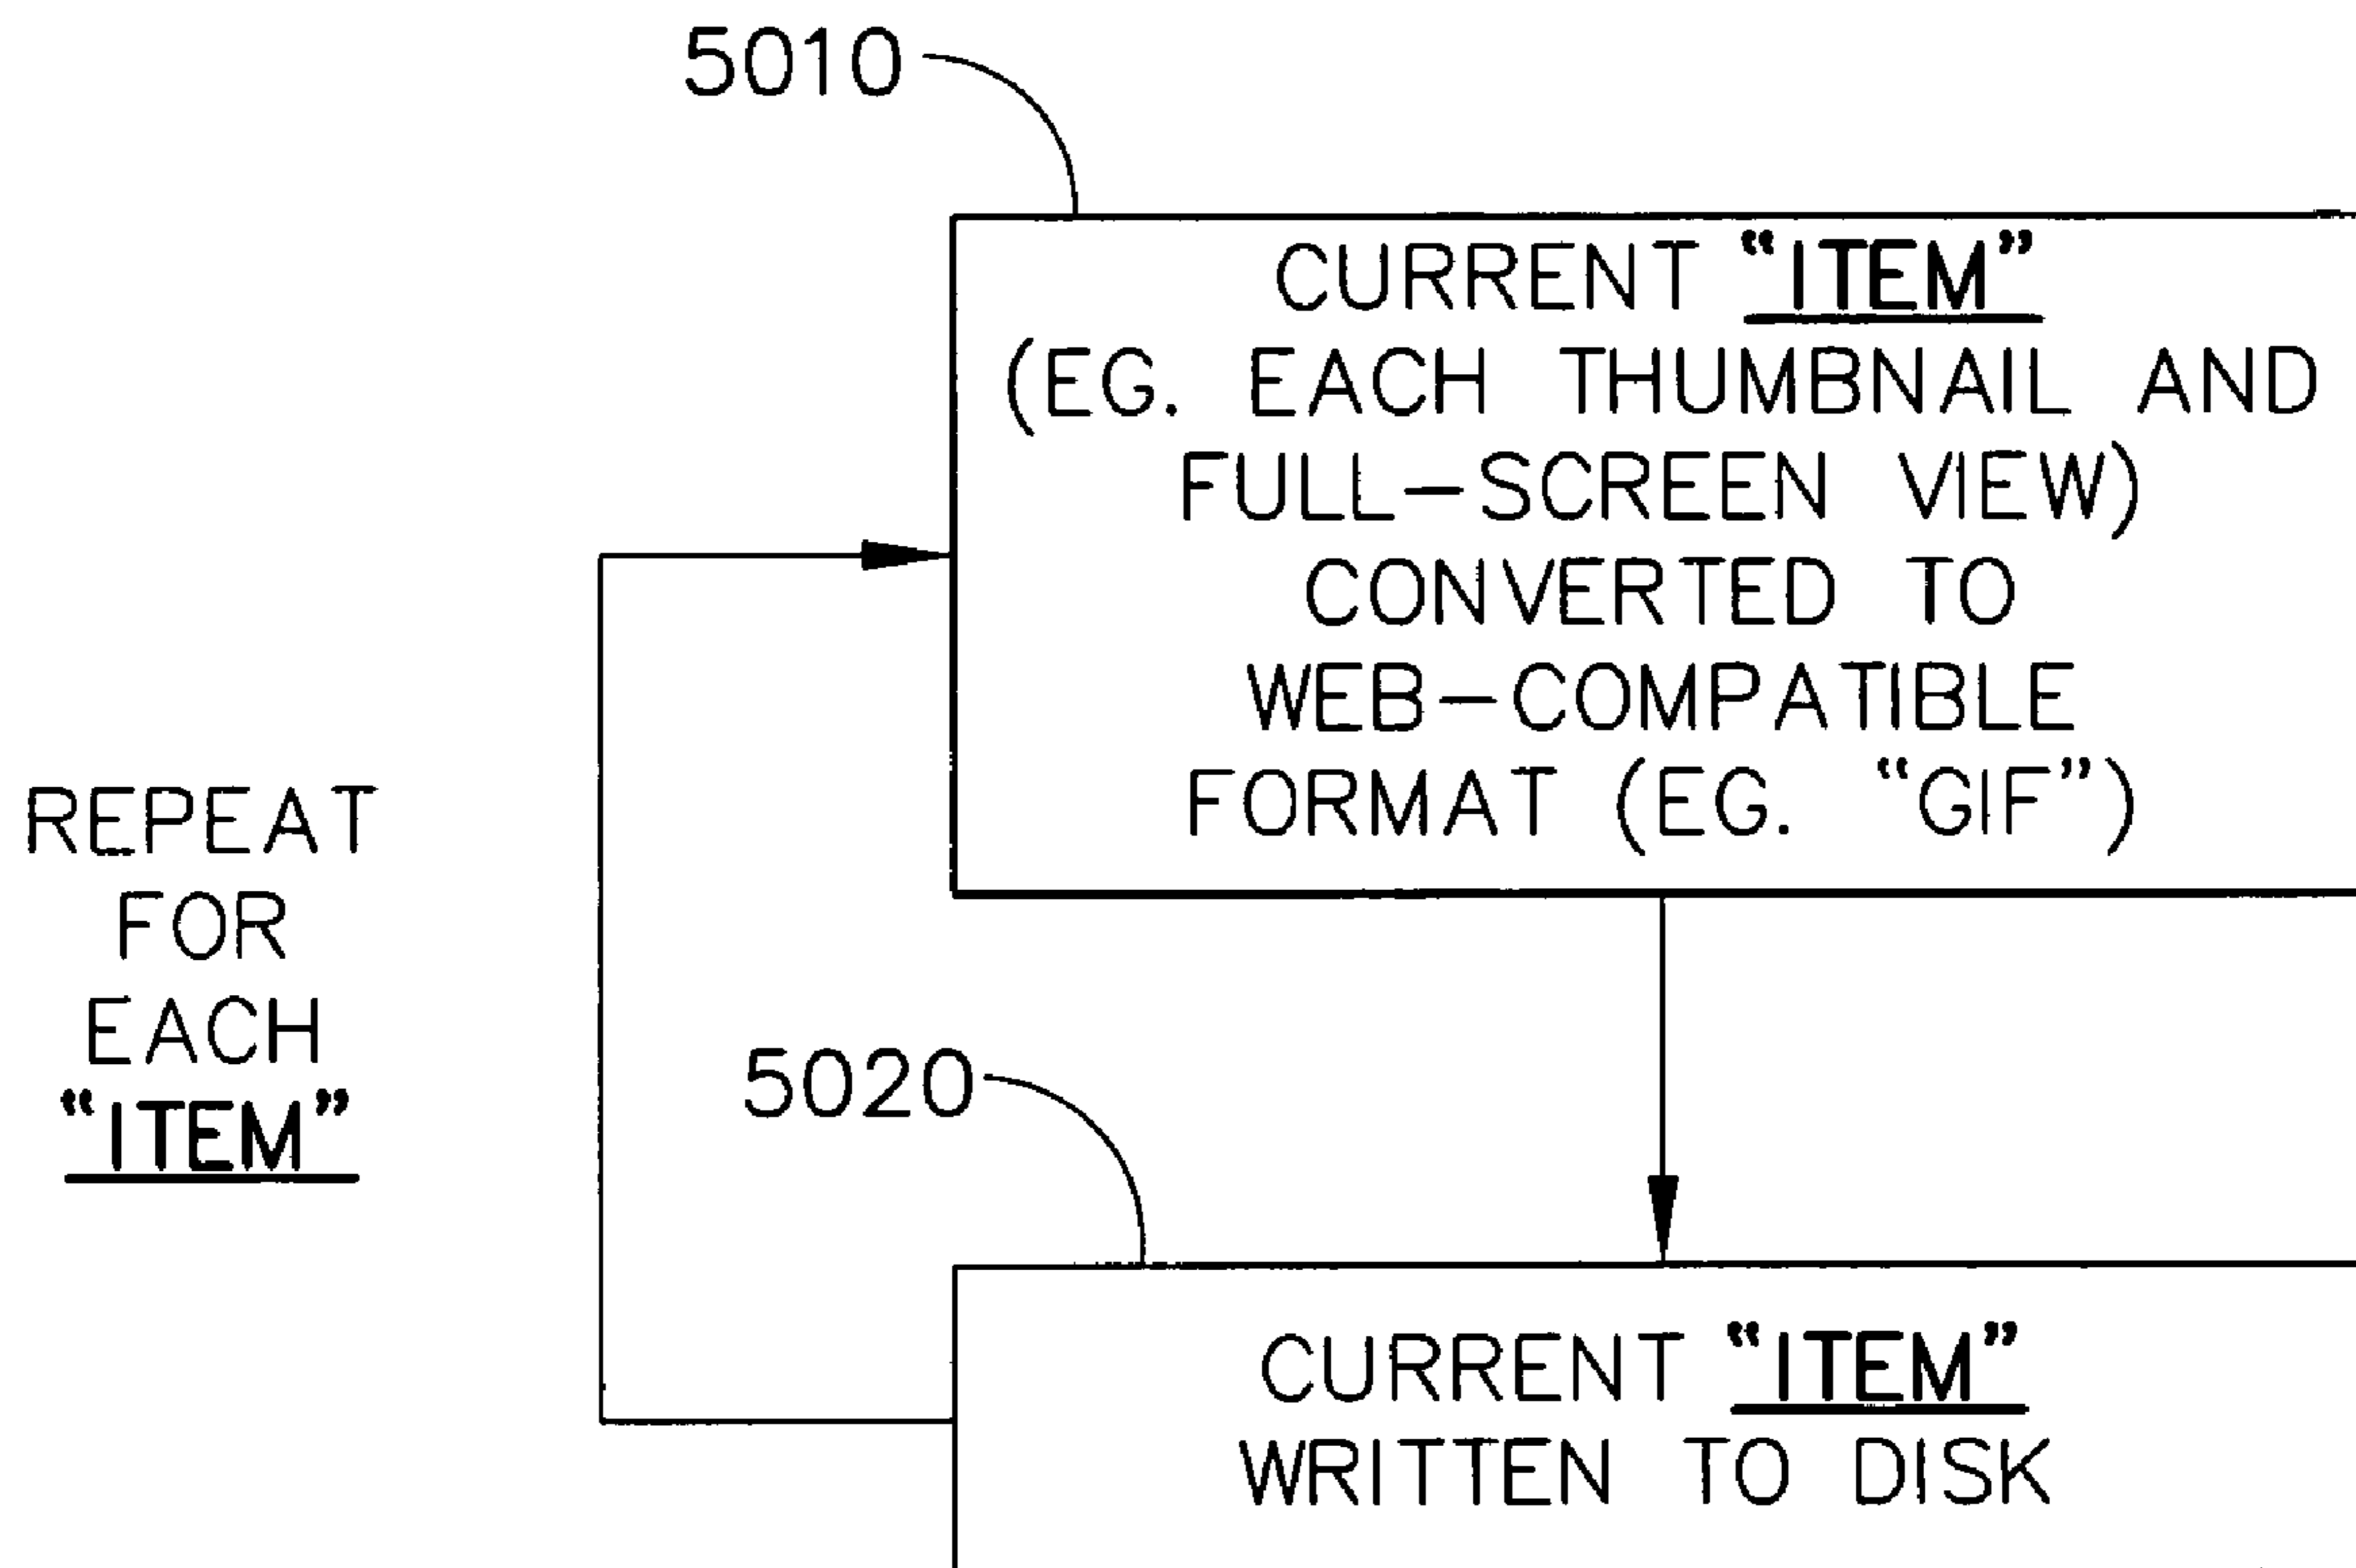 5010
CURRENT “ITEM”
(EG. EACH THUMBNAIL AND
FULL–SCREEN VIEW)
CONVERTED TO
WEB–COMPATIBLE
FORMAT (EG. “GIF”)
REPEAT
FOR
EACH
“ITEM”
5020
CURRENT “ITEM”
WRITTEN TO DISK